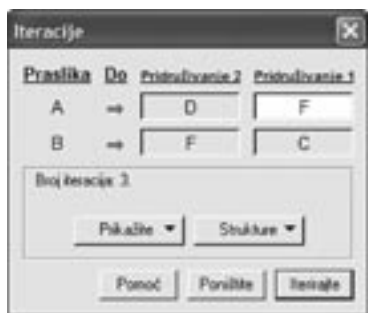 Iteracije
Praslika Do Pridruživanje 2 Pridruživanje 1
A ⇒ D F
B ⇒ F C
Broj iteracija: 3.
Prikažite Strukture
Pomoć Poništite Iterirajte